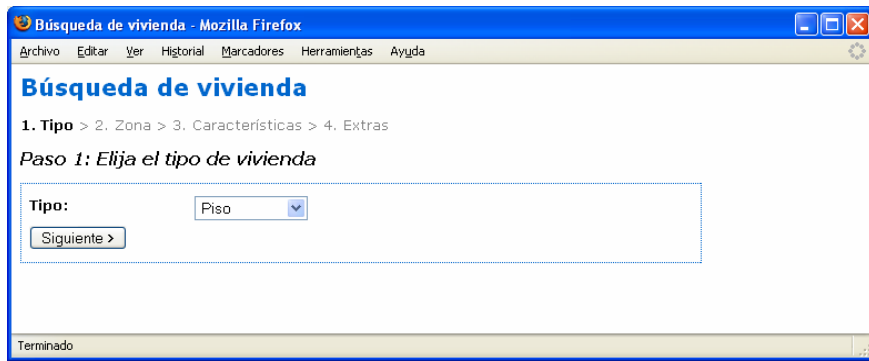 Búsqueda de vivienda - Mozilla Firefox
Archivo Editar Ver Historial Marcadores Herramientas Ayuda
Búsqueda de vivienda
1. Tipo > 2. Zona > 3. Características > 4. Extras
Paso 1: Elija el tipo de vivienda
Tipo: Piso
Siguiente >
Terminado